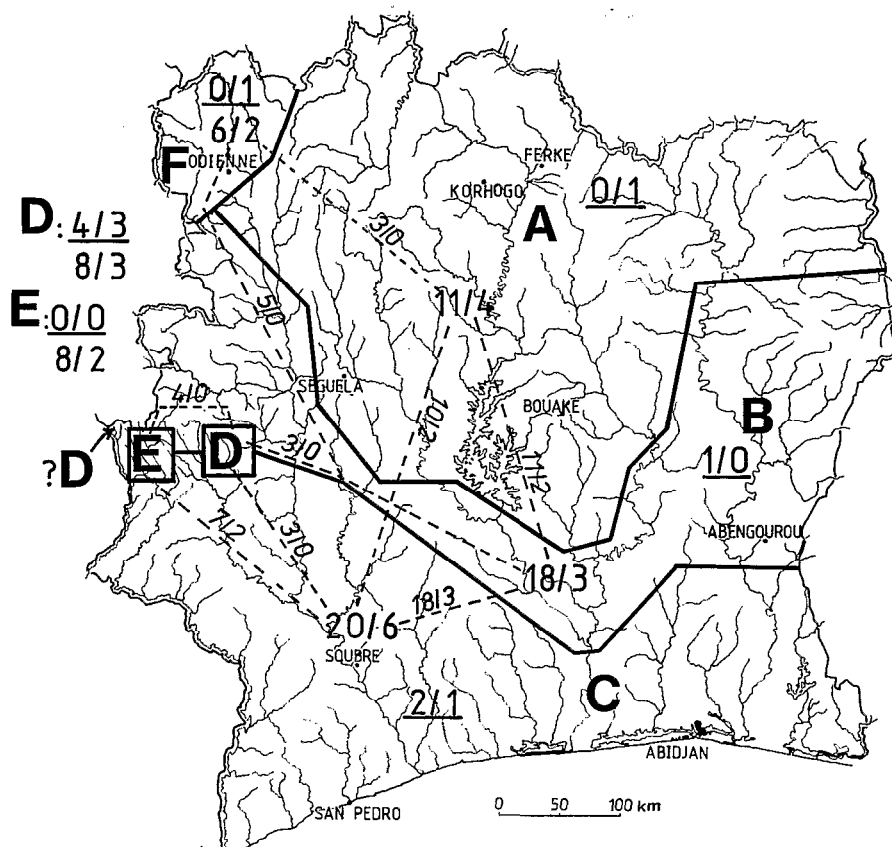 0/1
6/2
F ODIENNE
FERKE
KORHOGO
0/1
A
D: 4/3
8/3
3/0
E: 0/0
8/2
5/0
11/4
SEGUELA
4/0
BOUAKE
10/2
B
?D
E
D
3/0
11/2
1/0
ABENGOUROU
3/0
18/3
20/6
18/3
SOUBRE
2/1
C
ABIDJAN
SAN PEDRO
0 50 100 km